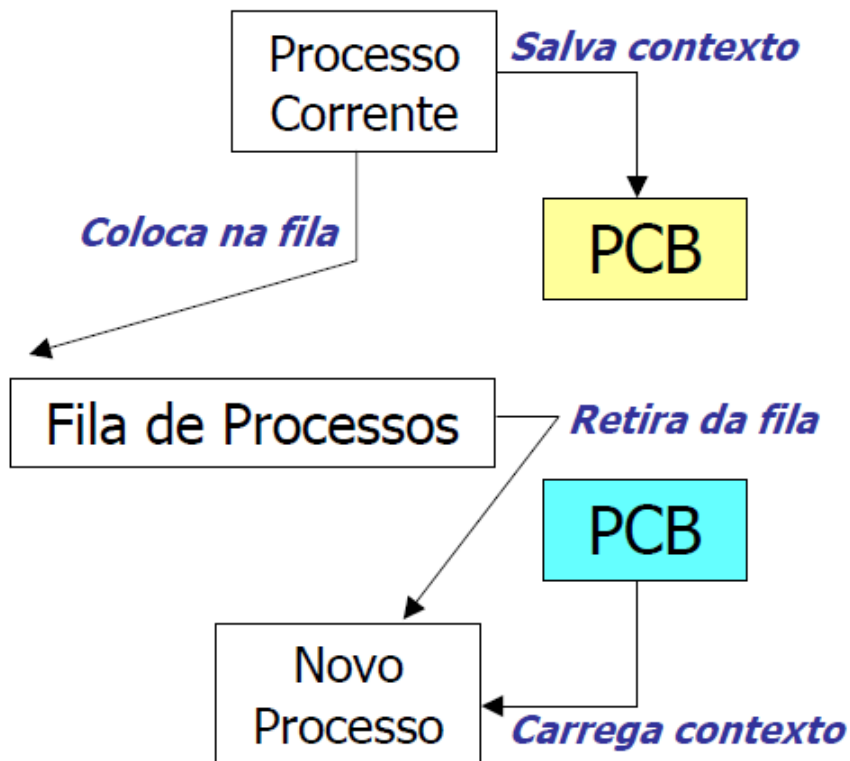 Processo
Corrente
Salva contexto
PCB
Coloca na fila
Fila de Processos
Retira da fila
PCB
Novo
Processo
Carrega contexto